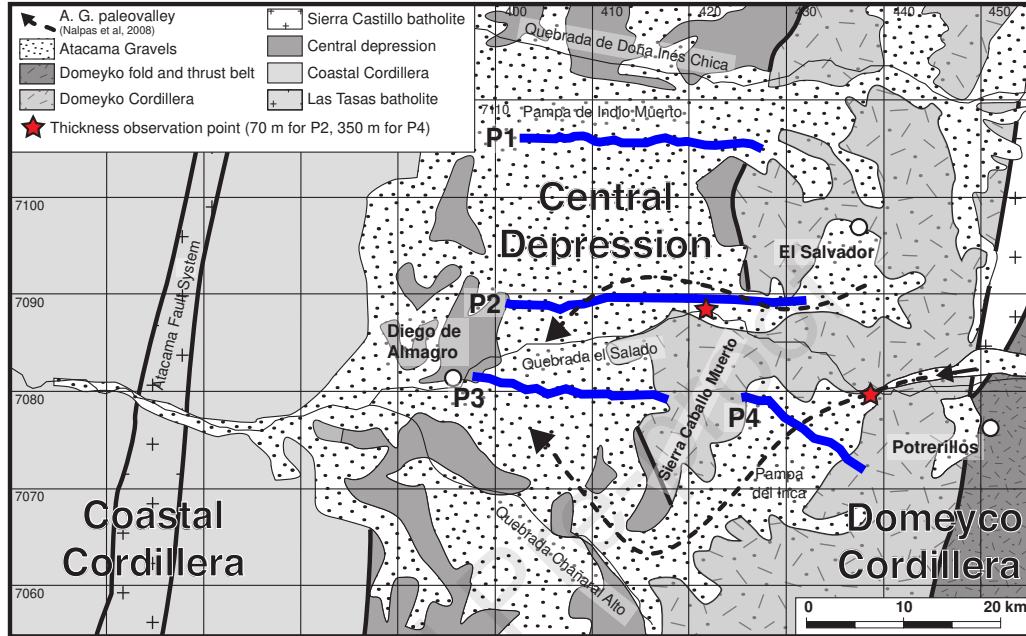 A. G. paleovalley
(Nalpas et al, 2008)
Atacama Gravels
Domeyko fold and thrust belt
Domeyko Cordillera
Sierra Castillo batholite
Central depression
Coastal Cordillera
Las Tasas batholite
Thickness observation point (70 m for P2, 350 m for P4)
400
410
420
430
440
450
Quebrada de Doña Inés Chica
7110
Pampa de Indio Muerto
P1
Central
Depression
7100
El Salvador
Atacama Fault-System
7090
P2
Diego de
Almagro
Quebrada el Salado
Sierra Caballo Muerto
7080
P3
P4
Potrerillos
Pampa
del Inca
7070
Quebrada Chañaral Alto
Coastal
Cordillera
Domeyco
Cordillera
7060
0 10 20 km